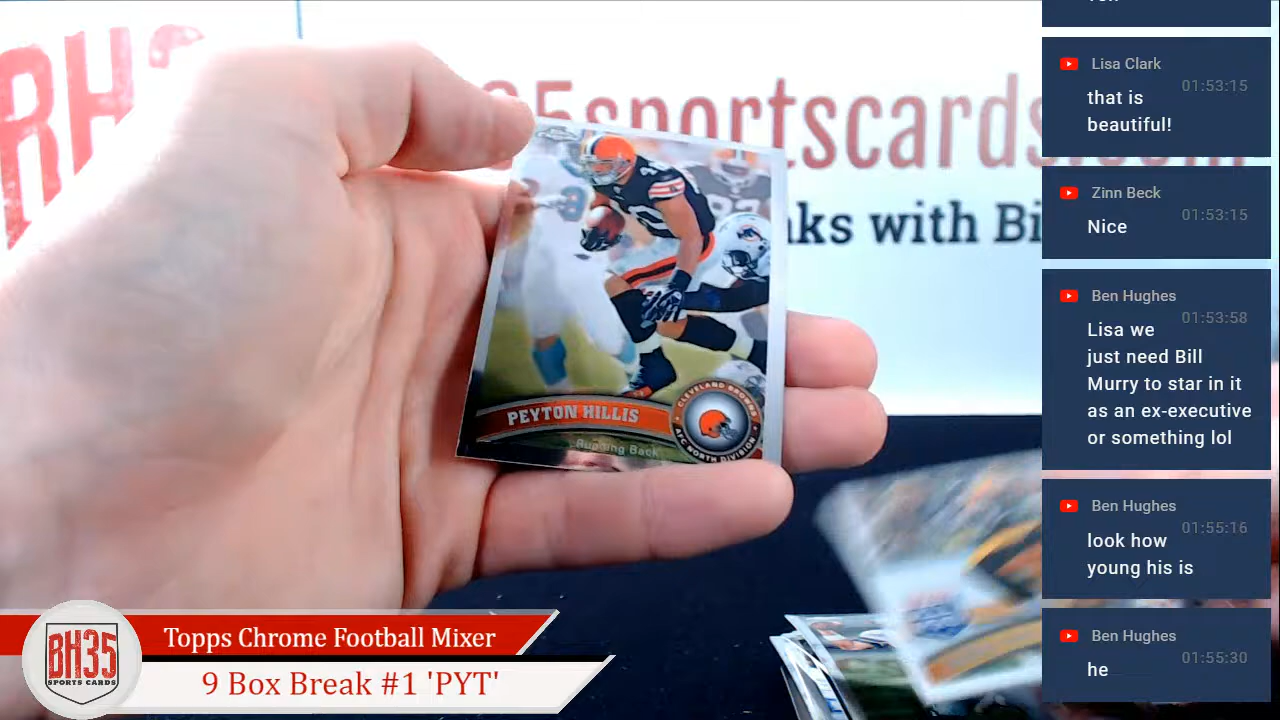 BH35
35sportscards.com
aks with Bi
PEYTON HILLIS
Running Back
CLEVELAND BROWNS
AFC NORTH DIVISION
BH35
SPORTS CARDS
Topps Chrome Football Mixer
9 Box Break #1 'PYT'
Lisa Clark
01:53:15
that is
beautiful!
Zinn Beck
01:53:15
Nice
Ben Hughes
01:53:58
Lisa we
just need Bill
Murry to star in it
as an ex-executive
or something lol
Ben Hughes
01:55:16
look how
young his is
Ben Hughes
01:55:30
he